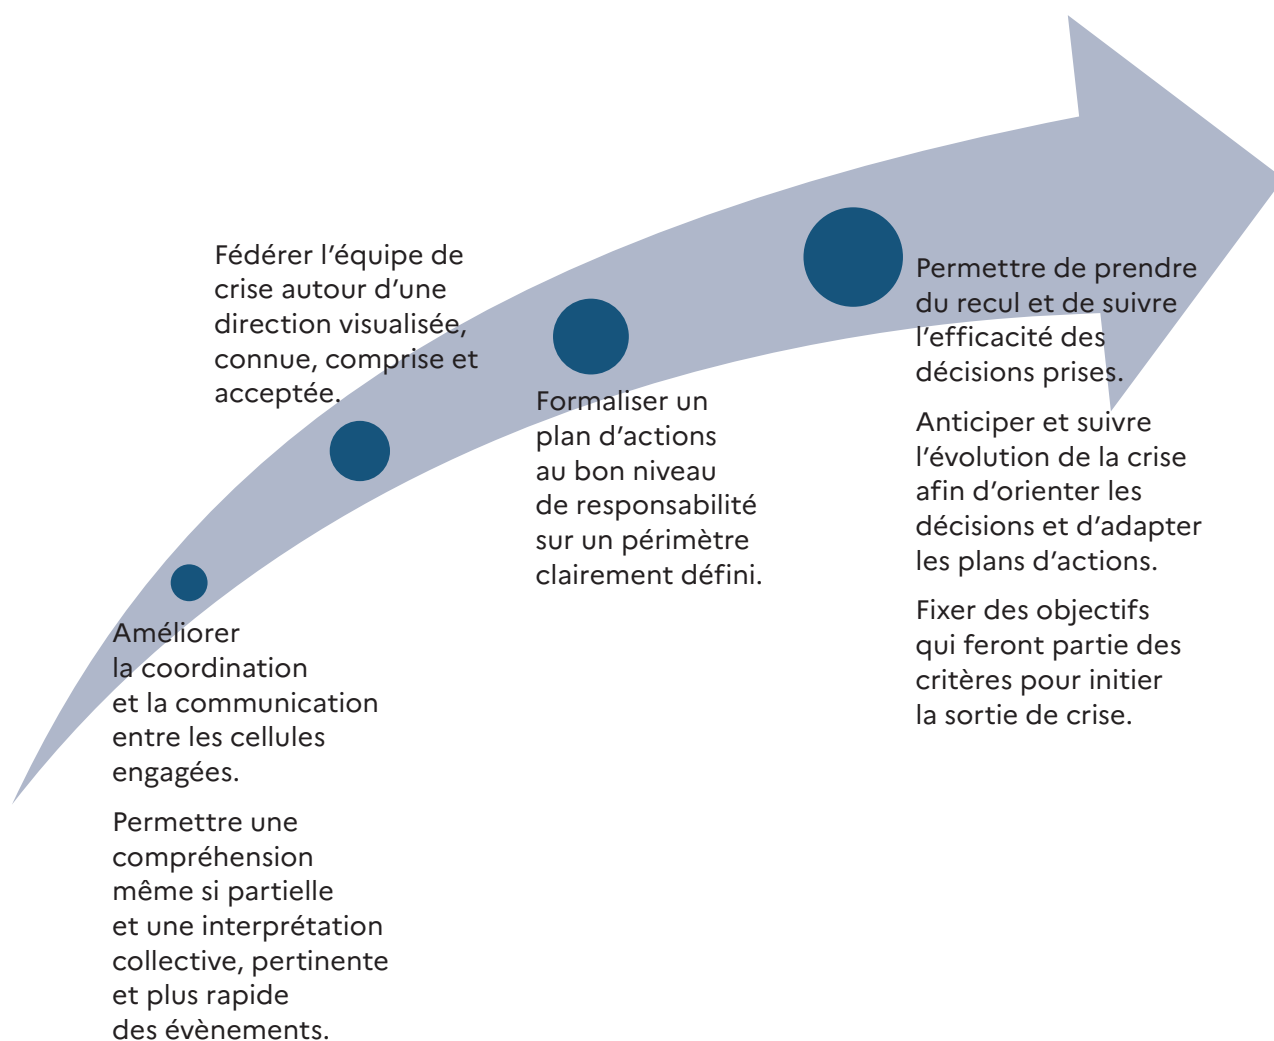 Améliorer
la coordination
et la communication
entre les cellules
engagées.
Permettre une
compréhension
même si partielle
et une interprétation
collective, pertinente
et plus rapide
des évènements.
Fédérer l’équipe de
crise autour d’une
direction visualisée,
connue, comprise et
acceptée.
Formaliser un
plan d’actions
au bon niveau
de responsabilité
sur un périmètre
clairement défini.
Permettre de prendre
du recul et de suivre
l’efficacité des
décisions prises.
Anticiper et suivre
l’évolution de la crise
afin d’orienter les
décisions et d’adapter
les plans d’actions.
Fixer des objectifs
qui feront partie des
critères pour initier
la sortie de crise.